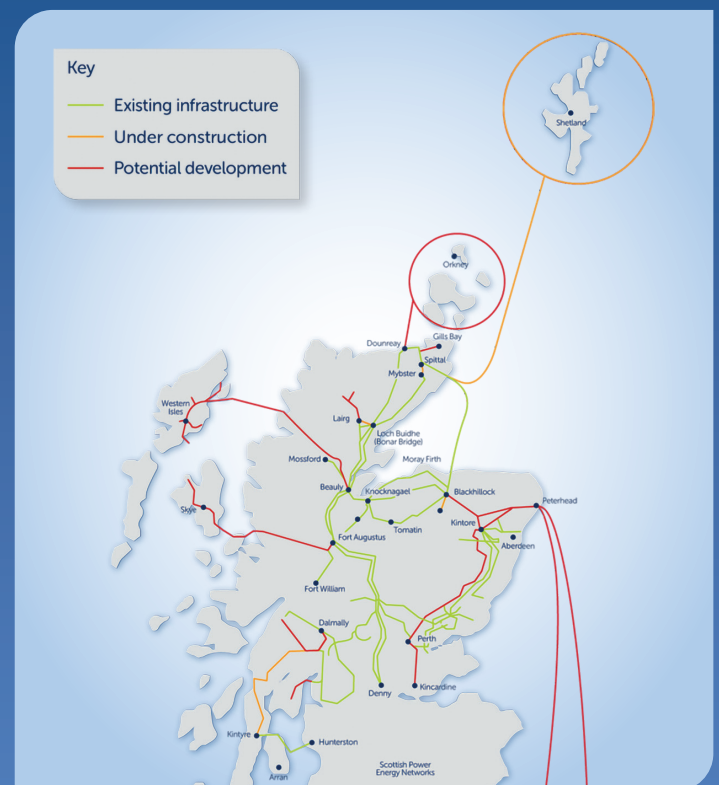 Key
Existing infrastructure
Under construction
Potential development
Shetland
Orkney
Gills Bay
Dounreay
Spittal
Mybster
Western
Isles
Lairg
Loch Buidhe
(Bonar Bridge)
Mossford
Moray Firth
Beauly
Knocknagael
Blackhillock
Peterhead
Skye
Tomatin
Kintore
Fort Augustus
Aberdeen
Fort William
Dalmally
Perth
Denny
Kincardine
Kintyre
Hunterston
Scottish Power
Energy Networks
Arran